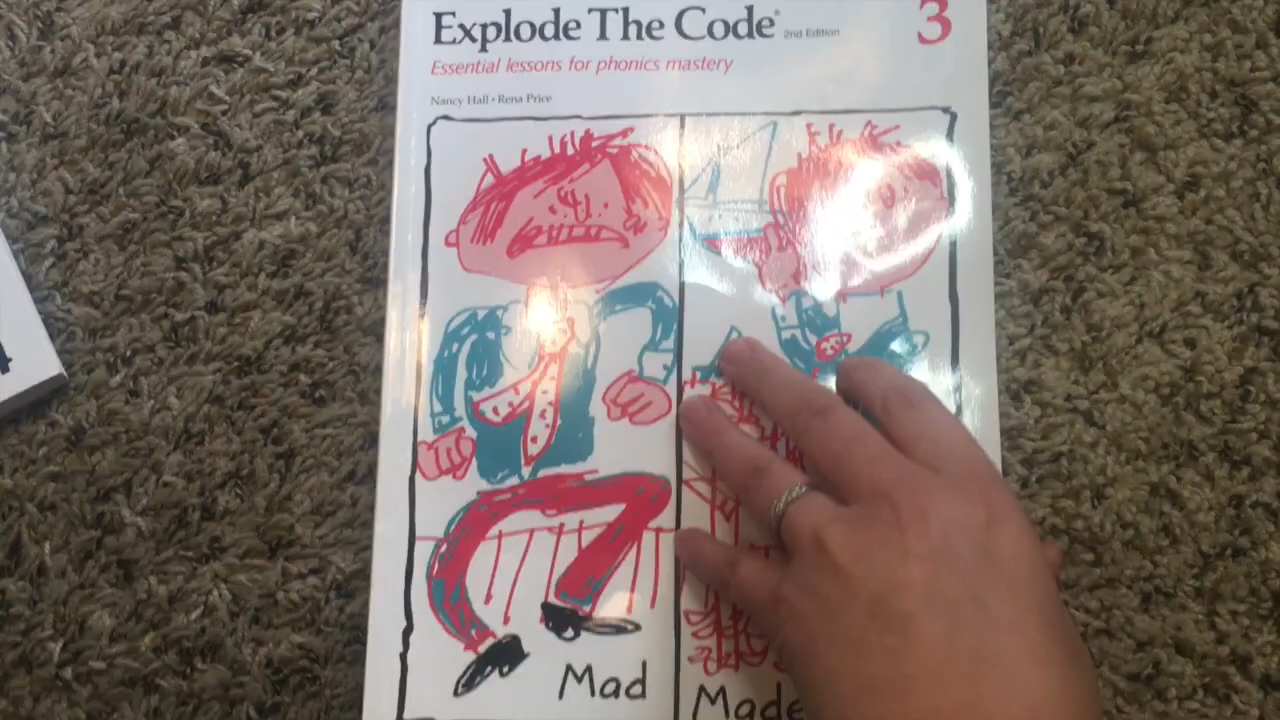 Explode The Code® 2nd Edition
3
Essential lessons for phonics mastery
Nancy Hall • Rena Price
Mad
Made